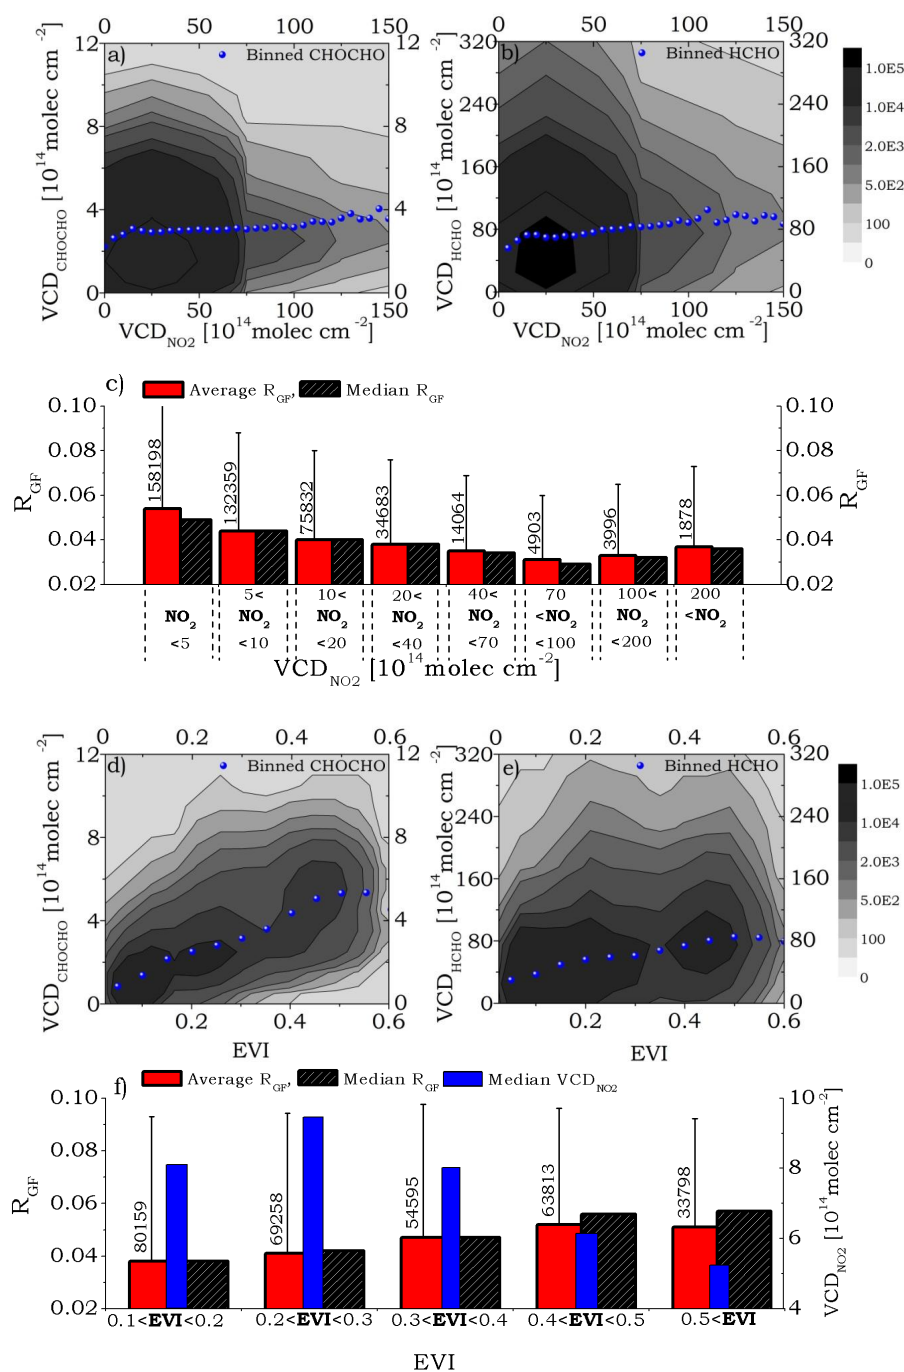 0 50 100 150 0 50 100 150
a) Binned CHOCHO
b) Binned HCHO
12 8 4 0
12 8 4 0
320 240 160 80 0
320 240 160 80 0
VCD_CHOCHO [10^14 molec cm^-2]
VCD_HCHO [10^14 molec cm^-2]
1.0E5
1.0E4
2.0E3
5.0E2
100
0
0 50 100 150 0 50 100 150
VCD_NO2 [10^14 molec cm^-2] VCD_NO2 [10^14 molec cm^-2]
c) Average R_GF, Median R_GF
0.10 0.08 0.06 0.04 0.02
R_GF
158198 132359 75832 34683 14064 4903 3996 1878
0.10 0.08 0.06 0.04 0.02
R_GF
5< 10< 20< 40< 70 100< 200
NO2 NO2 NO2 NO2 NO2 <NO2 NO2 <NO2
<5 <10 <20 <40 <70 <100 <200
VCD_NO2 [10^14 molec cm^-2]
0 0.2 0.4 0.6 0 0.2 0.4 0.6
d) Binned CHOCHO
e) Binned HCHO
12 8 4 0
12 8 4 0
320 240 160 80 0
VCD_CHOCHO [10^14 molec cm^-2]
VCD_HCHO [10^14 molec cm^-2]
1.0E5
1.0E4
2.0E3
5.0E2
100
0
0.2 0.4 0.6 0.2 0.4 0.6
EVI EVI
f) Average R_GF, Median R_GF Median VCD_NO2
0.10 0.08 0.06 0.04 0.02
R_GF
80159 69258 54595 63813 33798
10 8 6 4
VCD_NO2 [10^14 molec cm^-2]
0.1<EVI<0.2 0.2<EVI<0.3 0.3<EVI<0.4 0.4<EVI<0.5 0.5<EVI
EVI